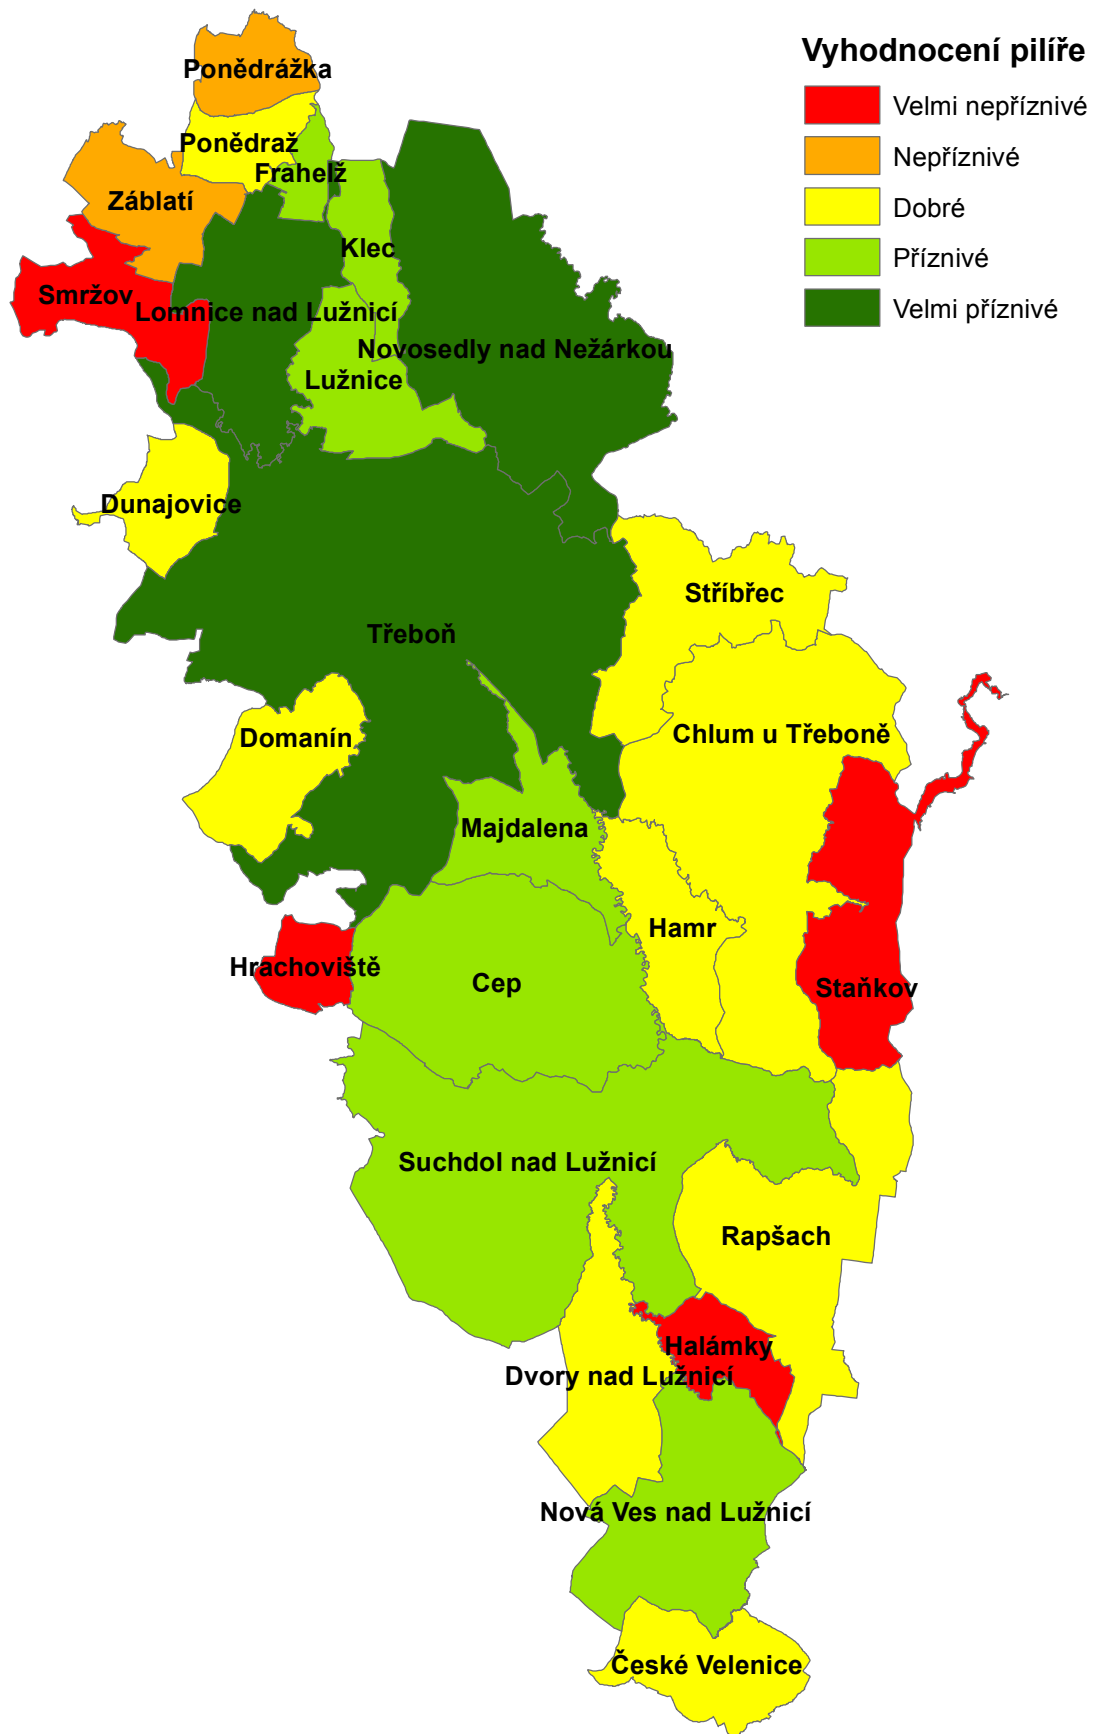 Vyhodnocení pilíře
Velmi nepříznivé
Nepříznivé
Dobré
Příznivé
Velmi příznivé
Ponědrážka
Ponědraž
Frahelž
Záblatí
Klec
Smržov
Lomnice nad Lužnicí
Novosedly nad Nežárkou
Lužnice
Dunajovice
Stříbřec
Třeboň
Chlum u Třeboně
Domanín
Majdalena
Hamr
Hrachoviště
Cep
Staňkov
Suchdol nad Lužnicí
Rapšach
Halámky
Dvory nad Lužnicí
Nová Ves nad Lužnicí
České Velenice